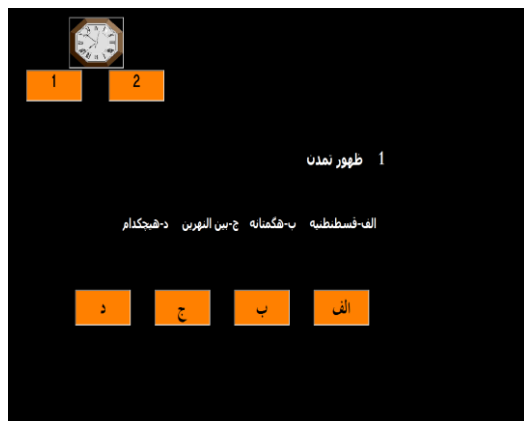 1 2
1 ظهور تمدن
الف-قسطنطنیه ب-هگمتانه ج-بین النهرین د-هیچکدام
الف ب ج د